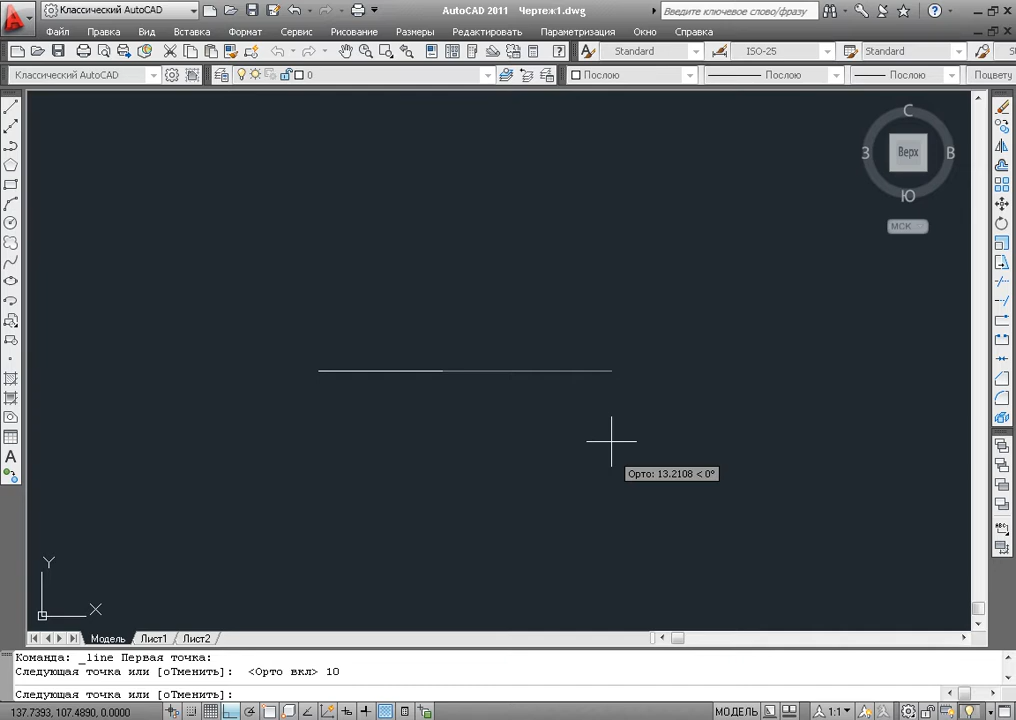 Классический AutoCAD AutoCAD 2011 Чертеж1.dwg Введите ключевое слово/фразу
Файл Правка Вид Вставка Формат Сервис Рисование Размеры Редактировать Параметризация Окно Справка
Standard ISO-25 Standard
Классический AutoCAD 0 Послою Послою Послою Поцвету
С
З Верх В
Ю
МСК
Орто: 13.2108 < 0°
Y
X
Модель Лист1 Лист2
Команда: _line Первая точка:
Следующая точка или [оТменить]: <Орто вкл> 10
Следующая точка или [оТменить]:
137.7393, 107.4890, 0.0000 МОДЕЛЬ 1:1